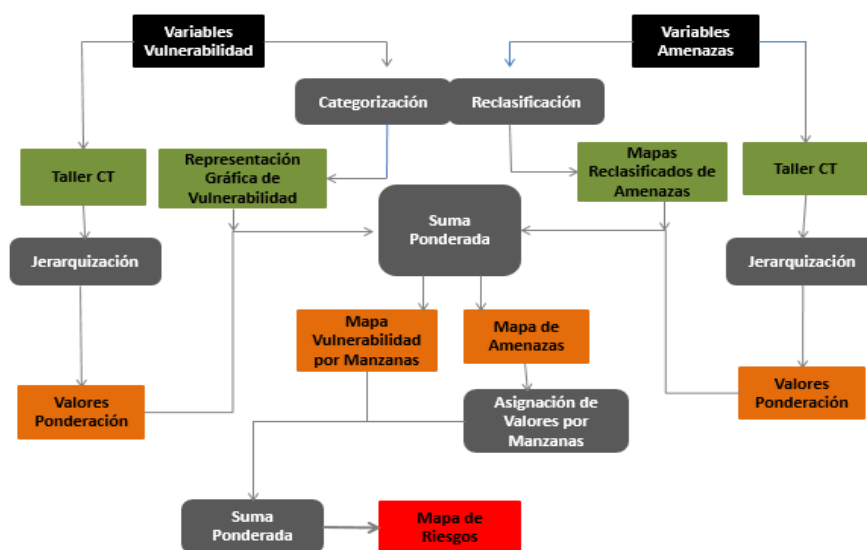 Variables
Vulnerabilidad
Variables
Amenazas
Categorización
Reclasificación
Taller CT
Representación
Gráfica de
Vulnerabilidad
Mapas
Reclasificados de
Amenazas
Taller CT
Suma
Ponderada
Jerarquización
Jerarquización
Mapa
Vulnerabilidad
por Manzanas
Mapa de
Amenazas
Valores
Ponderación
Asignación de
Valores por
Manzanas
Valores
Ponderación
Suma
Ponderada
Mapa de
Riesgos